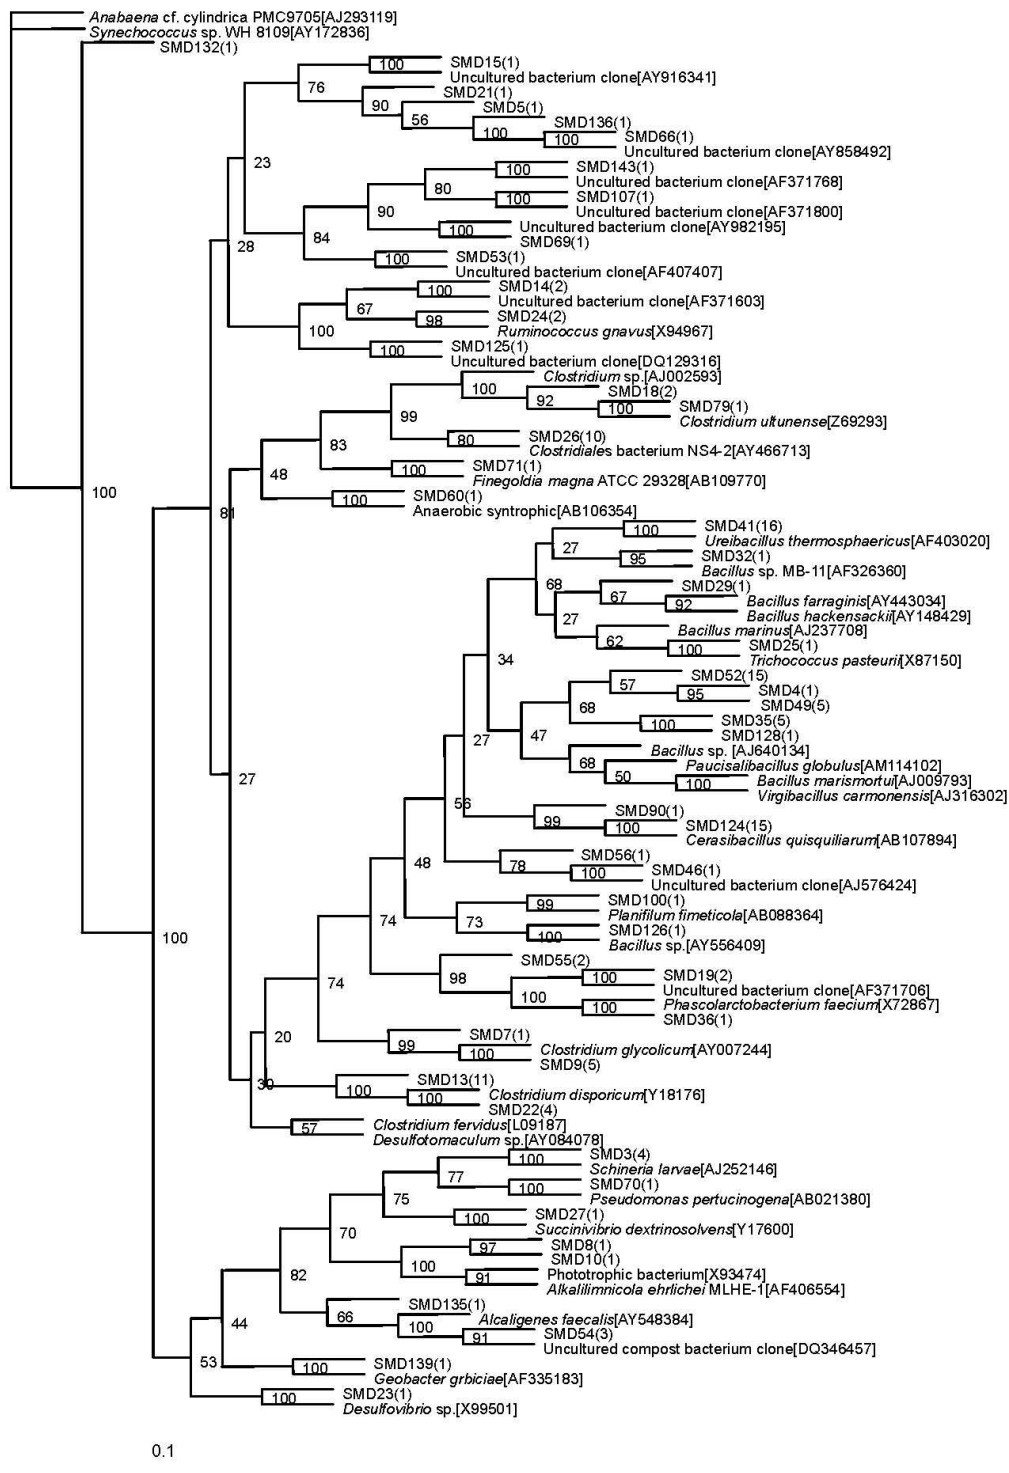 Anabaena cf. cylindrica PMC9705[AJ293119]
Synechococcus sp. WH 8109[AY172836]
SMD132(1)
SMD15(1)
100
Uncultured bacterium clone[AY916341]
76
SMD21(1)
90
SMD5(1)
56
SMD136(1)
100
SMD66(1)
100
Uncultured bacterium clone[AY858492]
23
SMD143(1)
100
Uncultured bacterium clone[AF371768]
80
SMD107(1)
100
Uncultured bacterium clone[AF371800]
90
Uncultured bacterium clone[AY982195]
100
SMD69(1)
84
28
SMD53(1)
100
Uncultured bacterium clone[AF407407]
SMD14(2)
100
Uncultured bacterium clone[AF371603]
67
SMD24(2)
98
Ruminococcus gnavus[X94967]
100
SMD125(1)
100
Uncultured bacterium clone[DQ129316]
Clostridium sp.[AJ002593]
100
SMD18(2)
92
SMD79(1)
100
Clostridium ultunense[Z69293]
99
SMD26(10)
80
Clostridiales bacterium NS4-2[AY466713]
83
SMD71(1)
100
Finegoldia magna ATCC 29328[AB109770]
48
SMD60(1)
100
Anaerobic syntrophic[AB106354]
100
81
SMD41(16)
100
Ureibacillus thermosphaericus[AF403020]
27
SMD32(1)
95
Bacillus sp. MB-11[AF326360]
68
SMD29(1)
67
Bacillus farraginis[AY443034]
92
Bacillus hackensackii[AY148429]
27
Bacillus marinus[AJ237708]
62
SMD25(1)
100
Trichococcus pasteurii[X87150]
34
SMD52(15)
57
SMD4(1)
95
SMD49(5)
68
SMD35(5)
100
SMD128(1)
47
27
Bacillus sp. [AJ640134]
68
Paucisalibacillus globulus[AM114102]
50
Bacillus marismortui[AJ009793]
100
Virgibacillus carmonensis[AJ316302]
27
56
SMD90(1)
99
SMD124(15)
100
Cerasibacillus quisquiliarum[AB107894]
48
SMD56(1)
78
SMD46(1)
100
Uncultured bacterium clone[AJ576424]
SMD100(1)
99
Planifilum fimeticola[AB088364]
74
73
SMD126(1)
100
Bacillus sp.[AY556409]
100
SMD55(2)
98
SMD19(2)
100
Uncultured bacterium clone[AF371706]
74
100
Phascolarctobacterium faecium[X72867]
100
SMD36(1)
20
SMD7(1)
99
Clostridium glycolicum[AY007244]
100
SMD9(5)
30
SMD13(11)
100
Clostridium disporicum[Y18176]
100
SMD22(4)
Clostridium fervidus[L09187]
57
Desulfotomaculum sp.[AY084078]
SMD3(4)
100
Schineria larvae[AJ252146]
77
SMD70(1)
100
Pseudomonas pertucinogena[AB021380]
75
SMD27(1)
100
Succinivibrio dextrinosolvens[Y17600]
70
SMD8(1)
97
SMD10(1)
100
Phototrophic bacterium[X93474]
91
Alkalilimnicola ehrlichei MLHE-1[AF406554]
82
SMD135(1)
66
Alcaligenes faecalis[AY548384]
100
SMD54(3)
91
Uncultured compost bacterium clone[DQ346457]
44
53
SMD139(1)
100
Geobacter grbiciae[AF335183]
SMD23(1)
100
Desulfovibrio sp.[X99501]
0.1